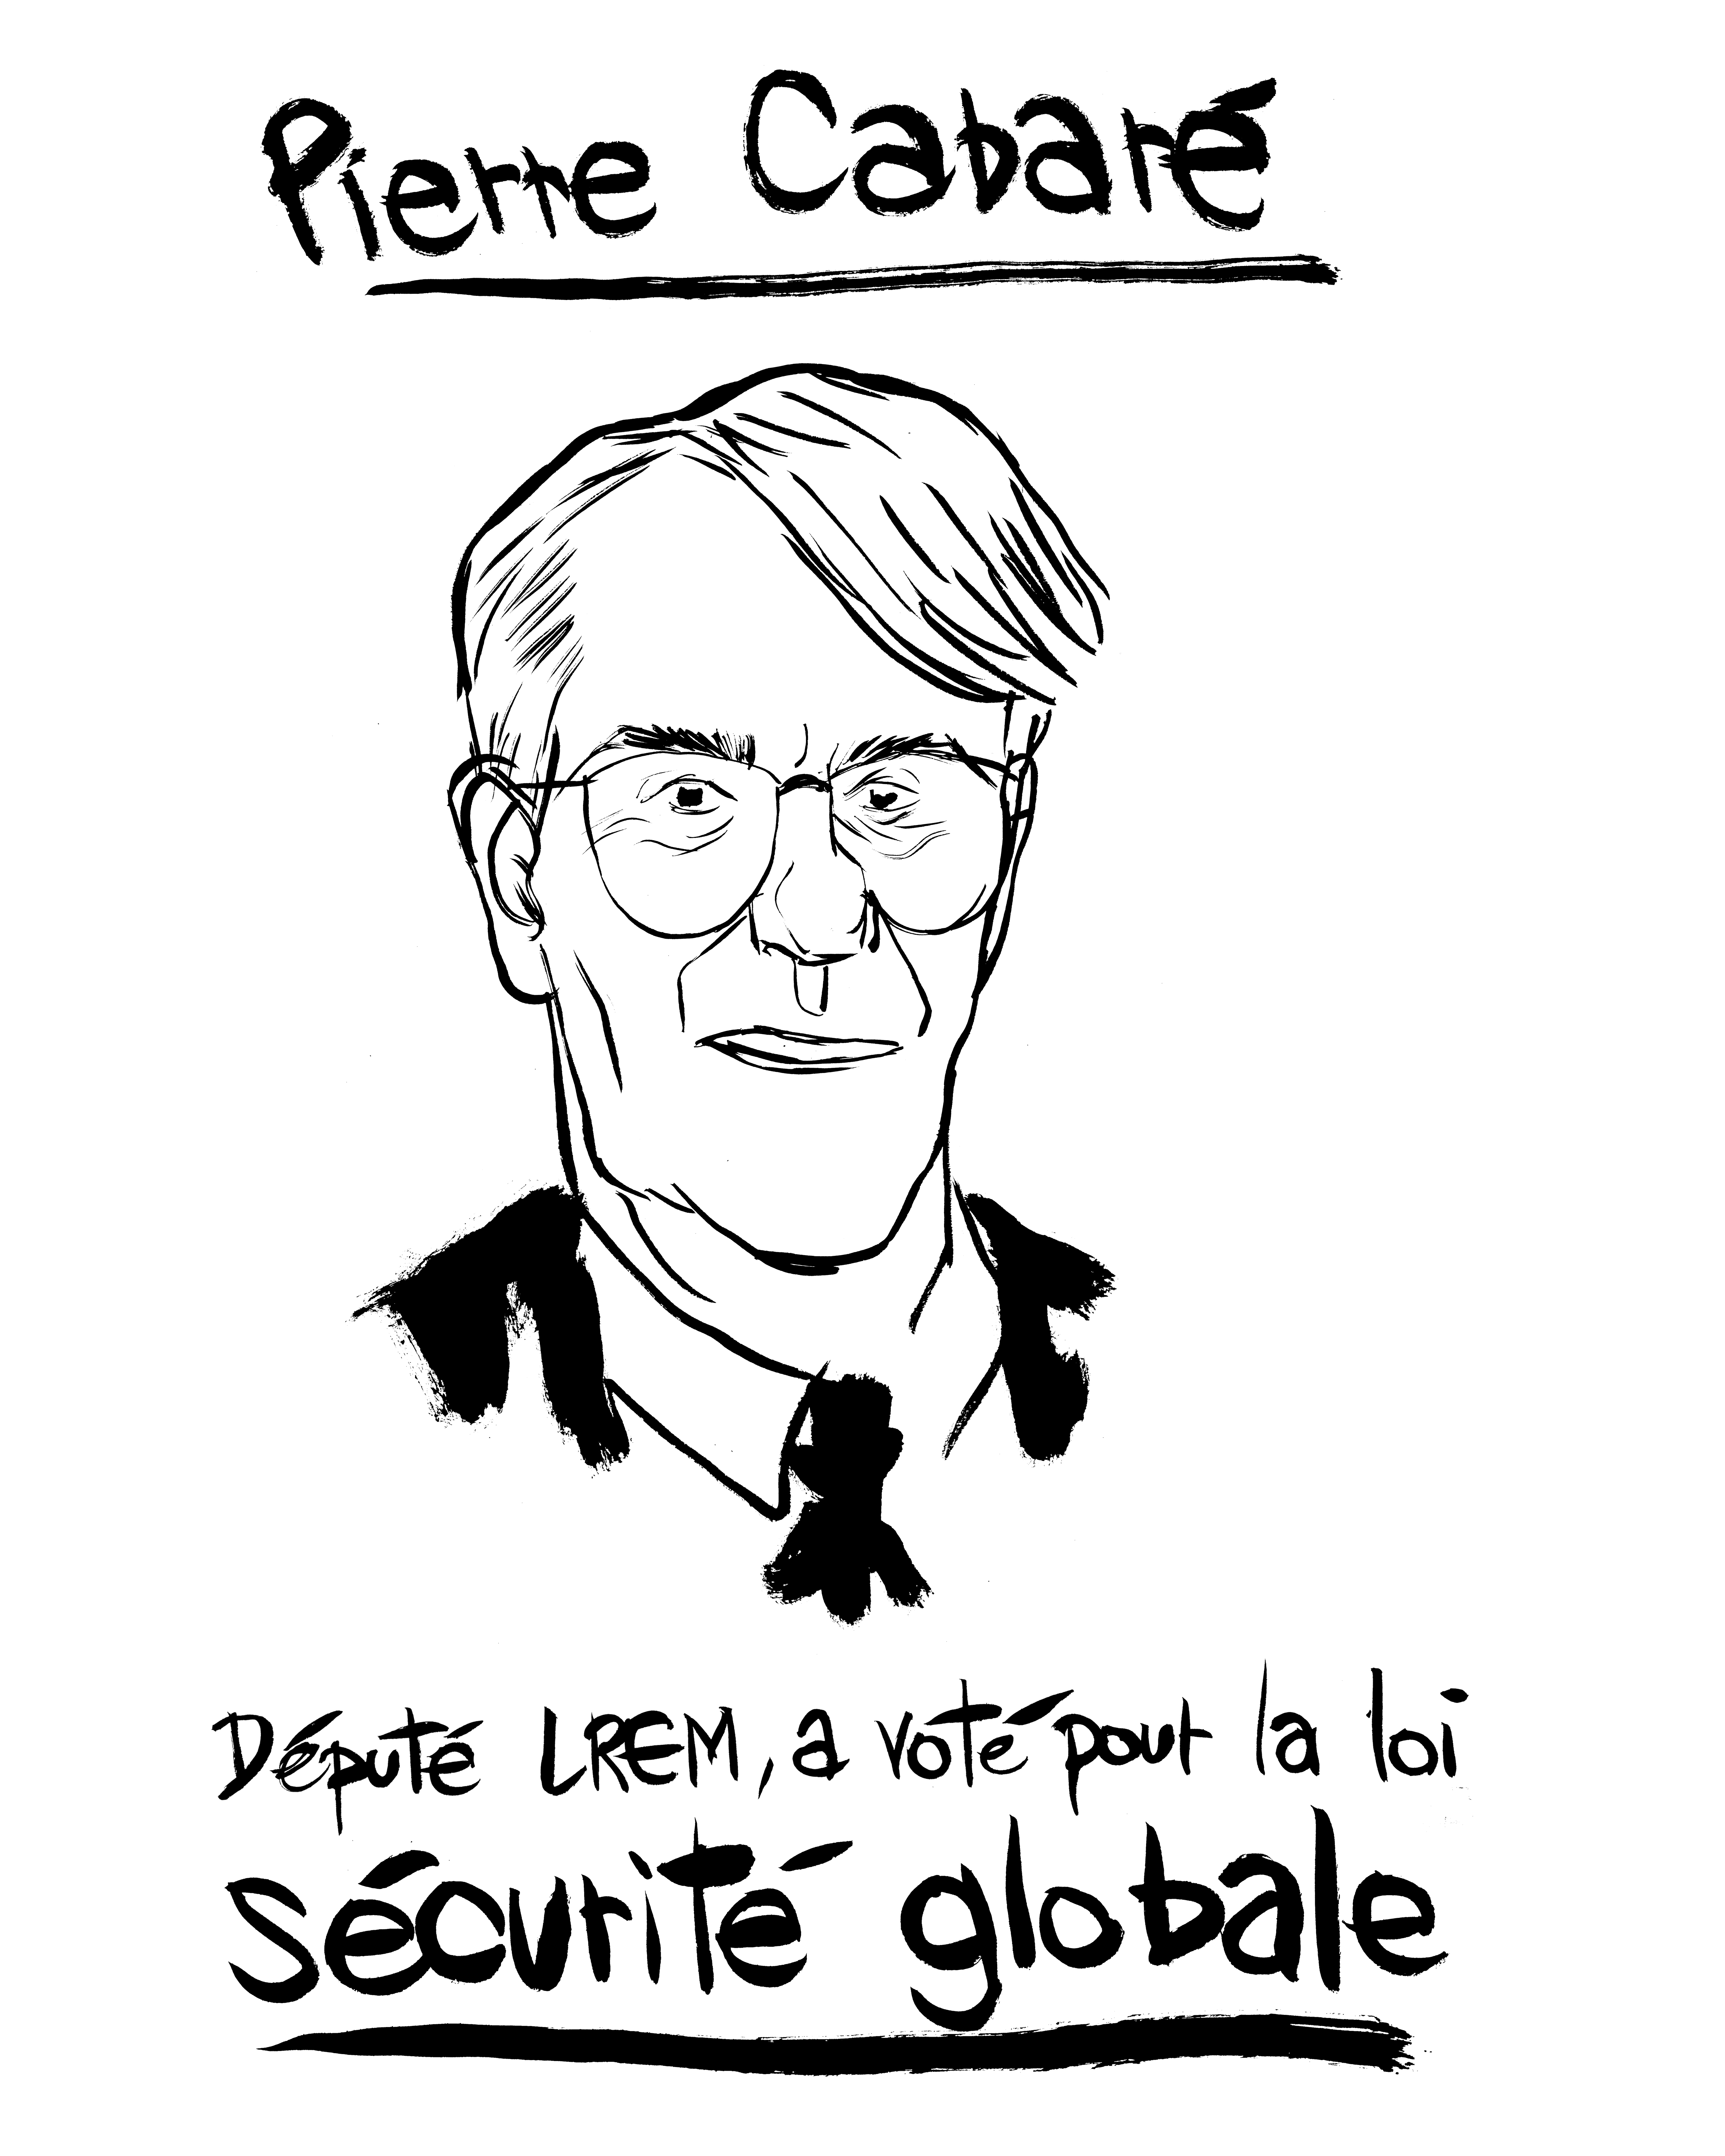 Pierre Cabaré
Député LREM, a voté pour la loi
sécurité globale